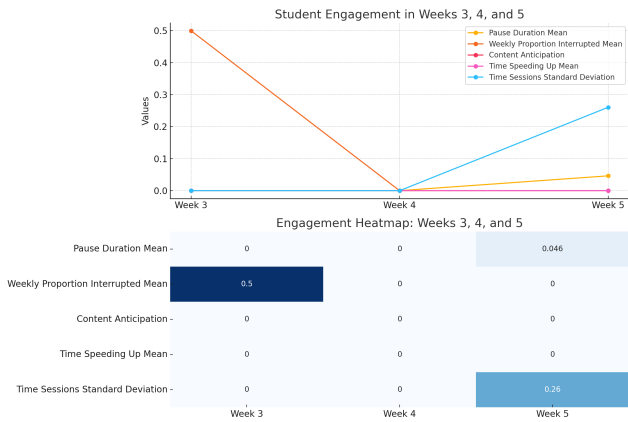 Student Engagement in Weeks 3, 4, and 5
Pause Duration Mean
Weekly Proportion Interrupted Mean
Content Anticipation
Time Speeding Up Mean
Time Sessions Standard Deviation
Values
0.5
0.4
0.3
0.2
0.1
0.0
Week 3 Week 4 Week 5
Engagement Heatmap: Weeks 3, 4, and 5
Pause Duration Mean 0 0 0.046
Weekly Proportion Interrupted Mean 0.5 0 0
Content Anticipation 0 0 0
Time Speeding Up Mean 0 0 0
Time Sessions Standard Deviation 0 0 0.26
Week 3 Week 4 Week 5